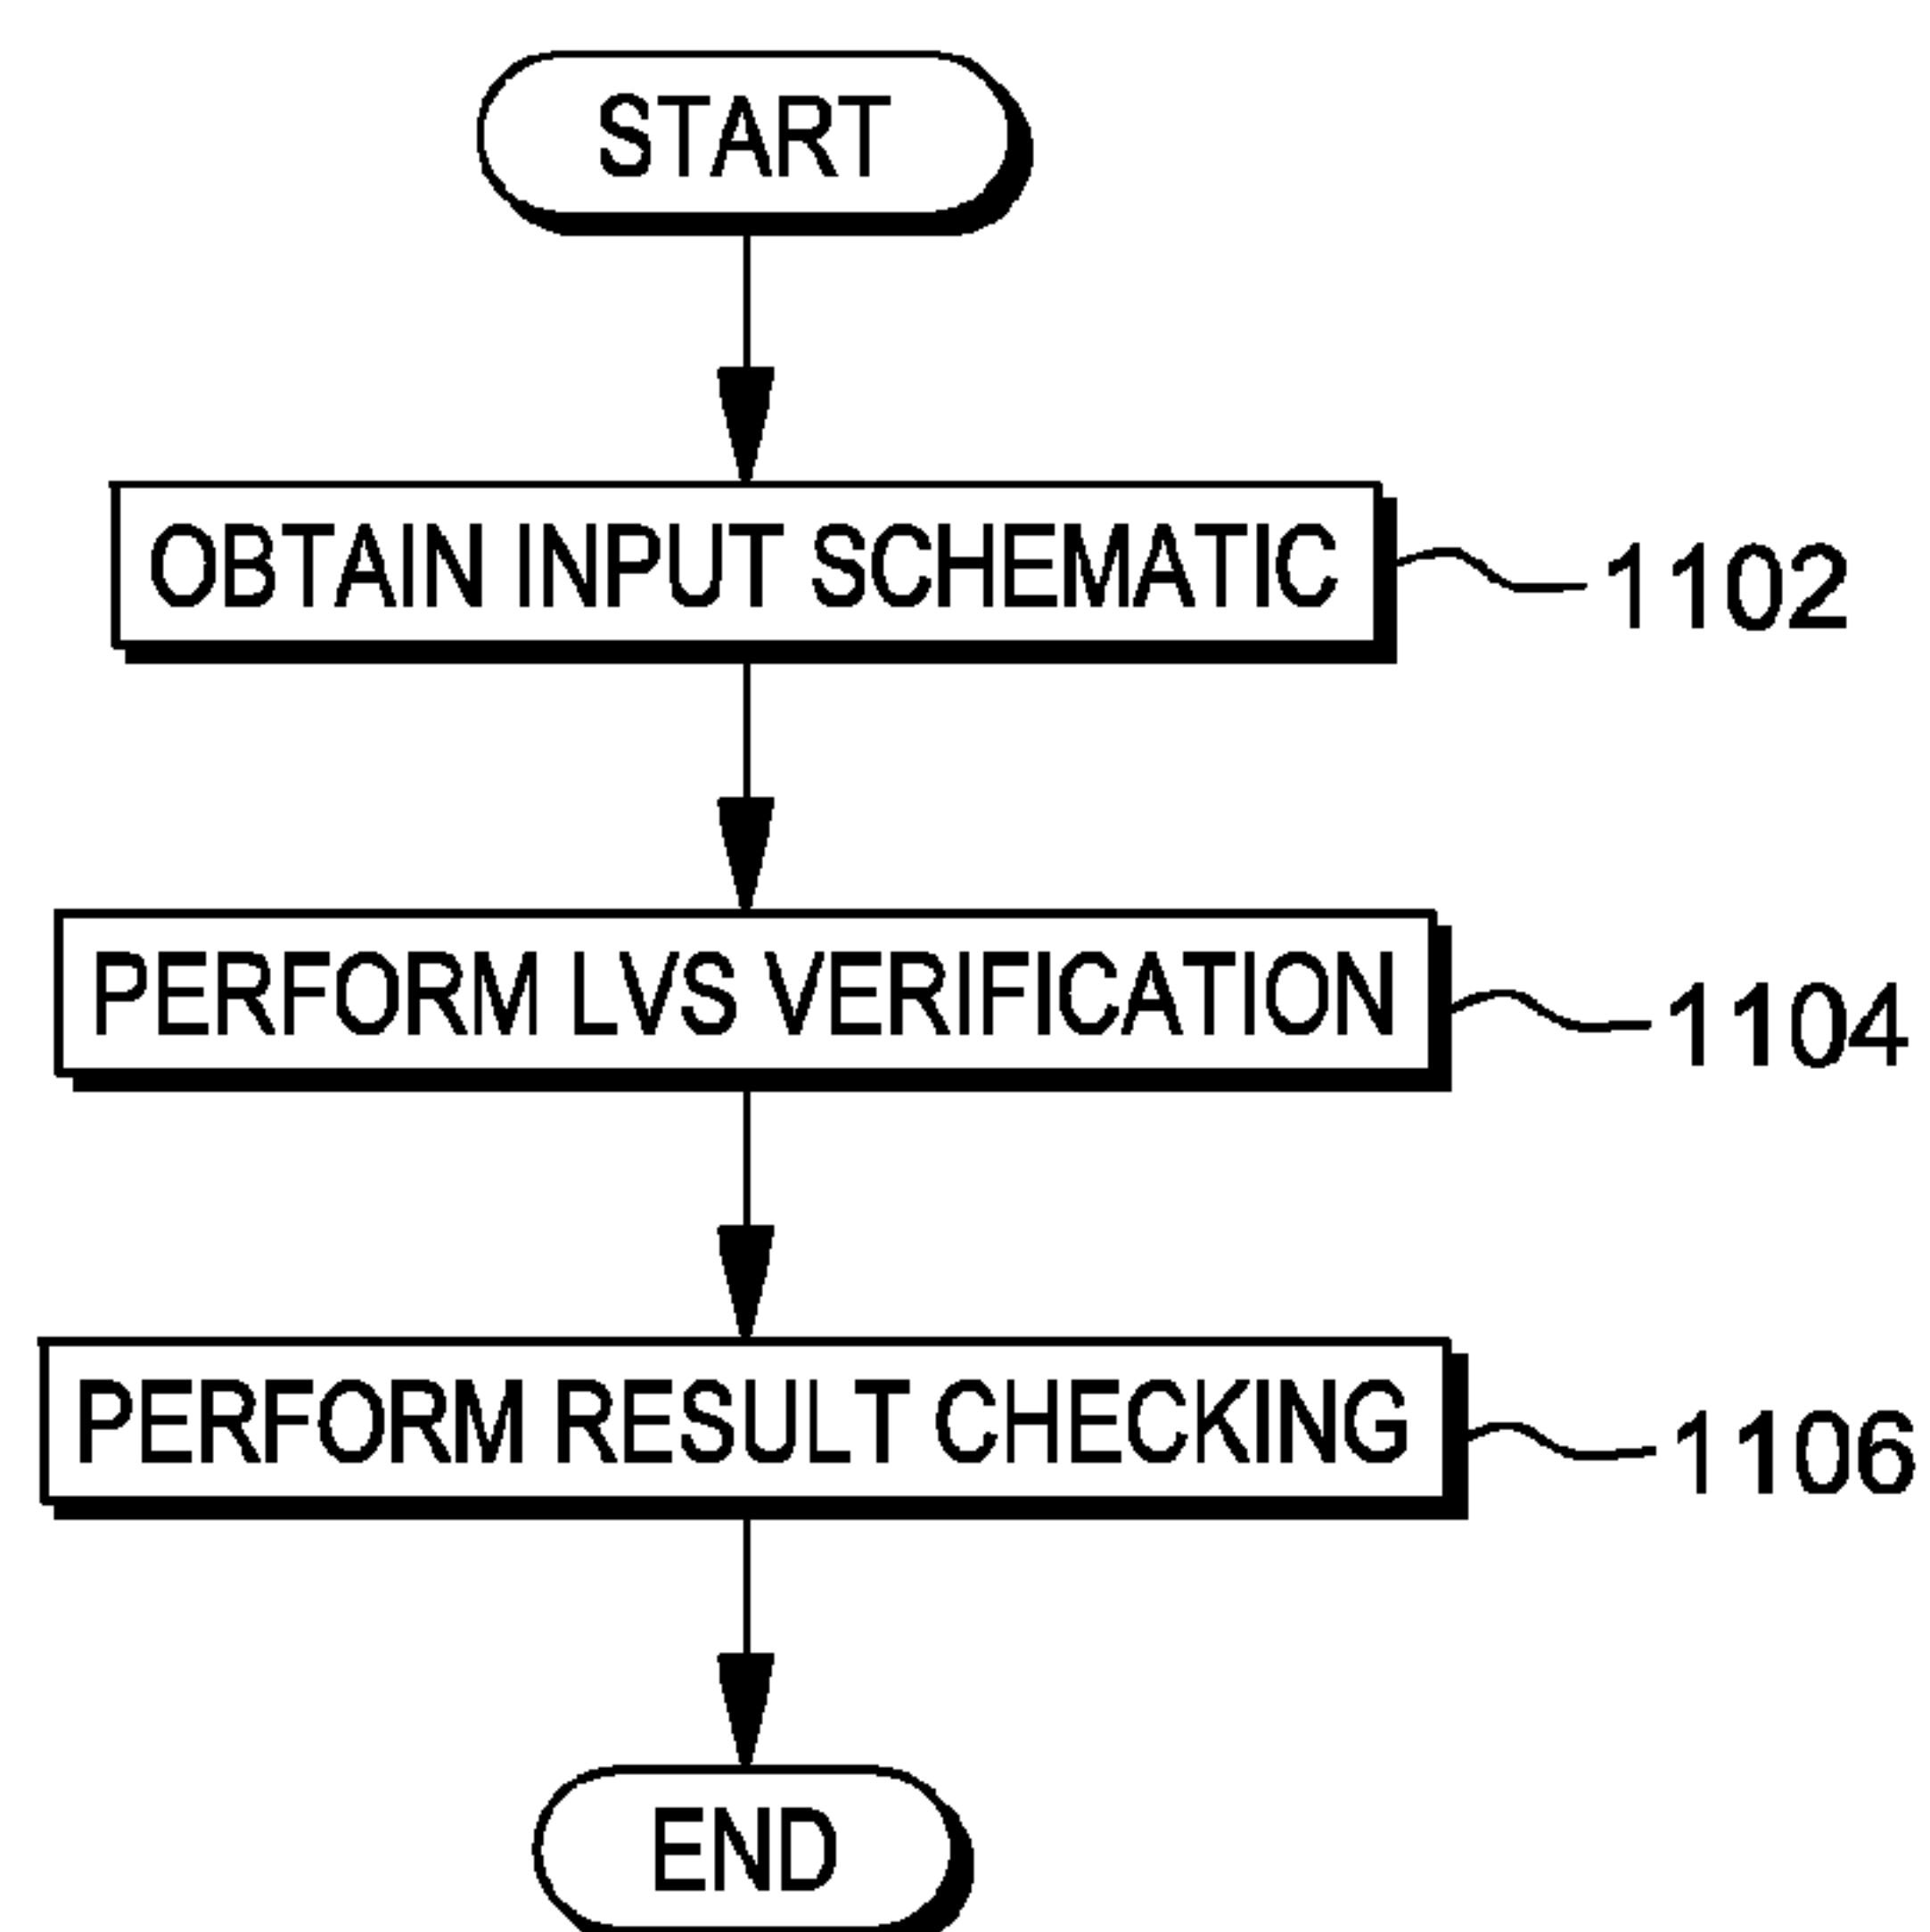 START
OBTAIN INPUT SCHEMATIC
1102
PERFORM LVS VERIFICATION
1104
PERFORM RESULT CHECKING
1106
END